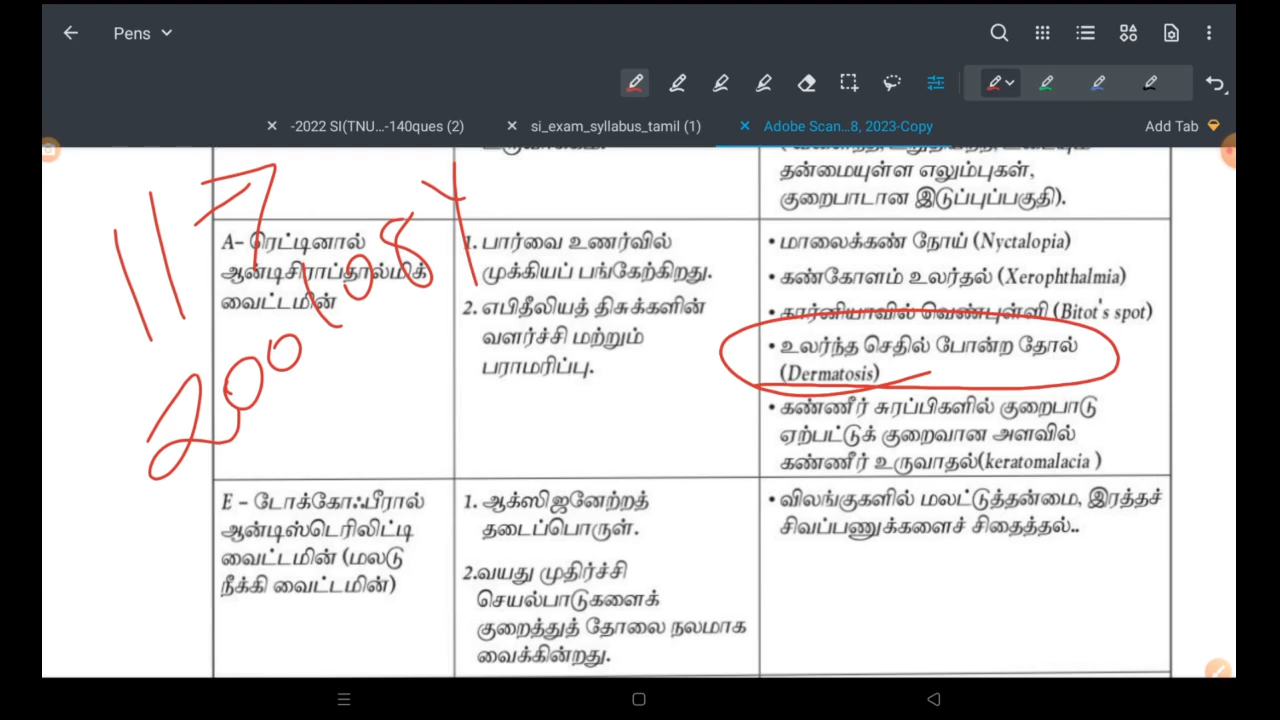 Pens
-2022 SI(TNU...-140ques (2)
si_exam_syllabus_tamil (1)
Adobe Scan...8, 2023-Copy
Add Tab
தன்மையுள்ள எலும்புகள்,
குறைபாடான இடுப்புப்பகுதி).
A– ரெட்டினால்
ஆன்டிசிராப்தால்மிக்
வைட்டமின்
1. பார்வை உணர்வில்
முக்கியப் பங்கேற்கிறது.
2. எபிதீலியத் திசுக்களின்
வளர்ச்சி மற்றும்
பராமரிப்பு.
• மாலைக்கண் நோய் (Nyctalopia)
• கண்கோளம் உலர்தல் (Xerophthalmia)
• கார்னியாவில் வெண்புள்ளி (Bitot's spot)
• உலர்ந்த செதில் போன்ற தோல்
(Dermatosis)
• கண்ணீர் சுரப்பிகளில் குறைபாடு
ஏற்பட்டுக் குறைவான அளவில்
கண்ணீர் உருவாதல்(keratomalacia )
117
200
1084
E – டோக்கோஃபீரால்
ஆன்டிஸ்டெரிலிட்டி
வைட்டமின் (மலடு
நீக்கி வைட்டமின்)
1. ஆக்ஸிஜனேற்றத்
தடைப்பொருள்.
2.வயது முதிர்ச்சி
செயல்பாடுகளைக்
குறைத்துத் தோலை நலமாக
வைக்கின்றது.
• விலங்குகளில் மலட்டுத்தன்மை, இரத்தச்
சிவப்பணுக்களைச் சிதைத்தல்..